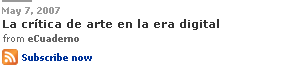 May 7, 2007
La crítica de arte en la era digital
from eCuaderno
Subscribe now